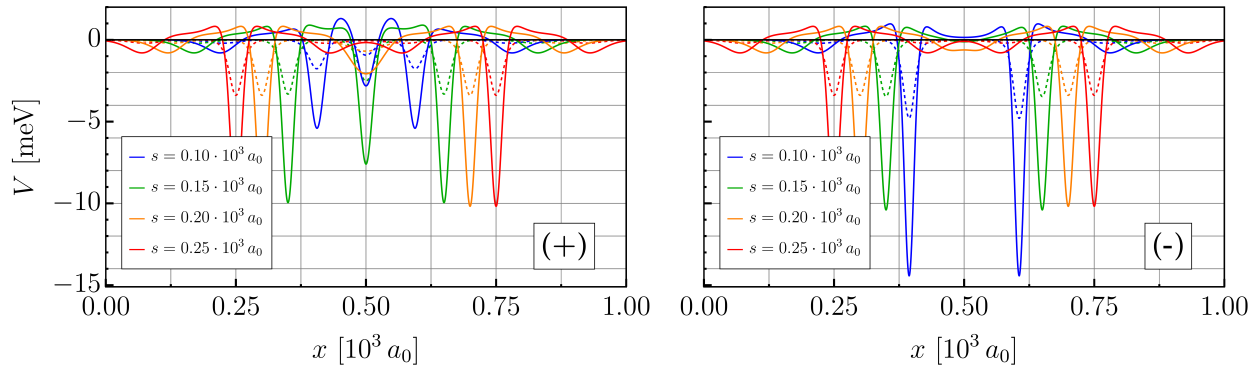 V [meV]
0
−5
−10
−15
s = 0.10 · 10³ a₀
s = 0.15 · 10³ a₀
s = 0.20 · 10³ a₀
s = 0.25 · 10³ a₀
(+)
0.00 0.25 0.50 0.75 1.00
x [10³ a₀]
s = 0.10 · 10³ a₀
s = 0.15 · 10³ a₀
s = 0.20 · 10³ a₀
s = 0.25 · 10³ a₀
(-)
0.00 0.25 0.50 0.75 1.00
x [10³ a₀]